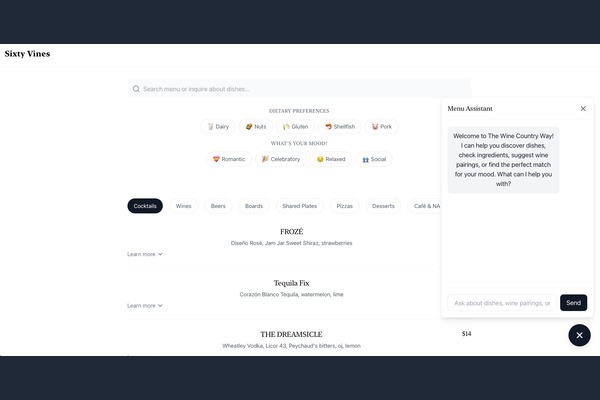 Sixty Vines
Search menu or inquire about dishes...
DIETARY PREFERENCES
Dairy
Nuts
Gluten
Shellfish
Pork
WHAT'S YOUR MOOD?
Romantic
Celebratory
Relaxed
Social
Cocktails
Wines
Beers
Boards
Shared Plates
Pizzas
Desserts
Café & NA
FROZÉ
Diseño Rosé, Jam Jar Sweet Shiraz, strawberries
Learn more
Tequila Fix
Corazón Blanco Tequila, watermelon, lime
Learn more
THE DREAMSICLE
$14
Wheatley Vodka, Licor 43, Peychaud's bitters, oj, lemon
Menu Assistant
Welcome to The Wine Country Way!
I can help you discover dishes,
check ingredients, suggest wine
pairings, or find the perfect match
for your mood. What can I help you
with?
Ask about dishes, wine pairings, or
Send